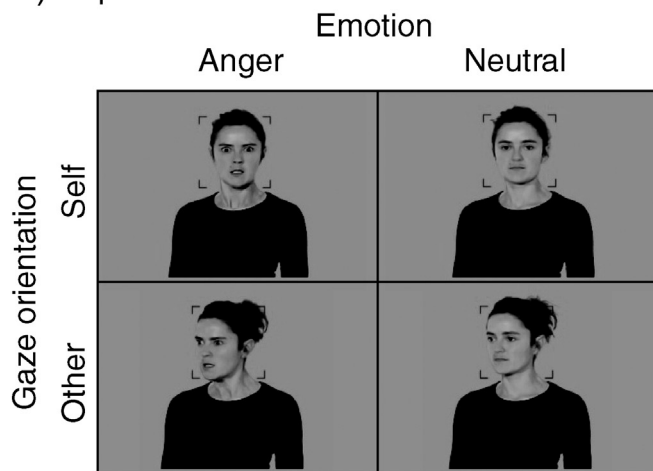 Emotion
Anger Neutral
Gaze orientation
Self
Other